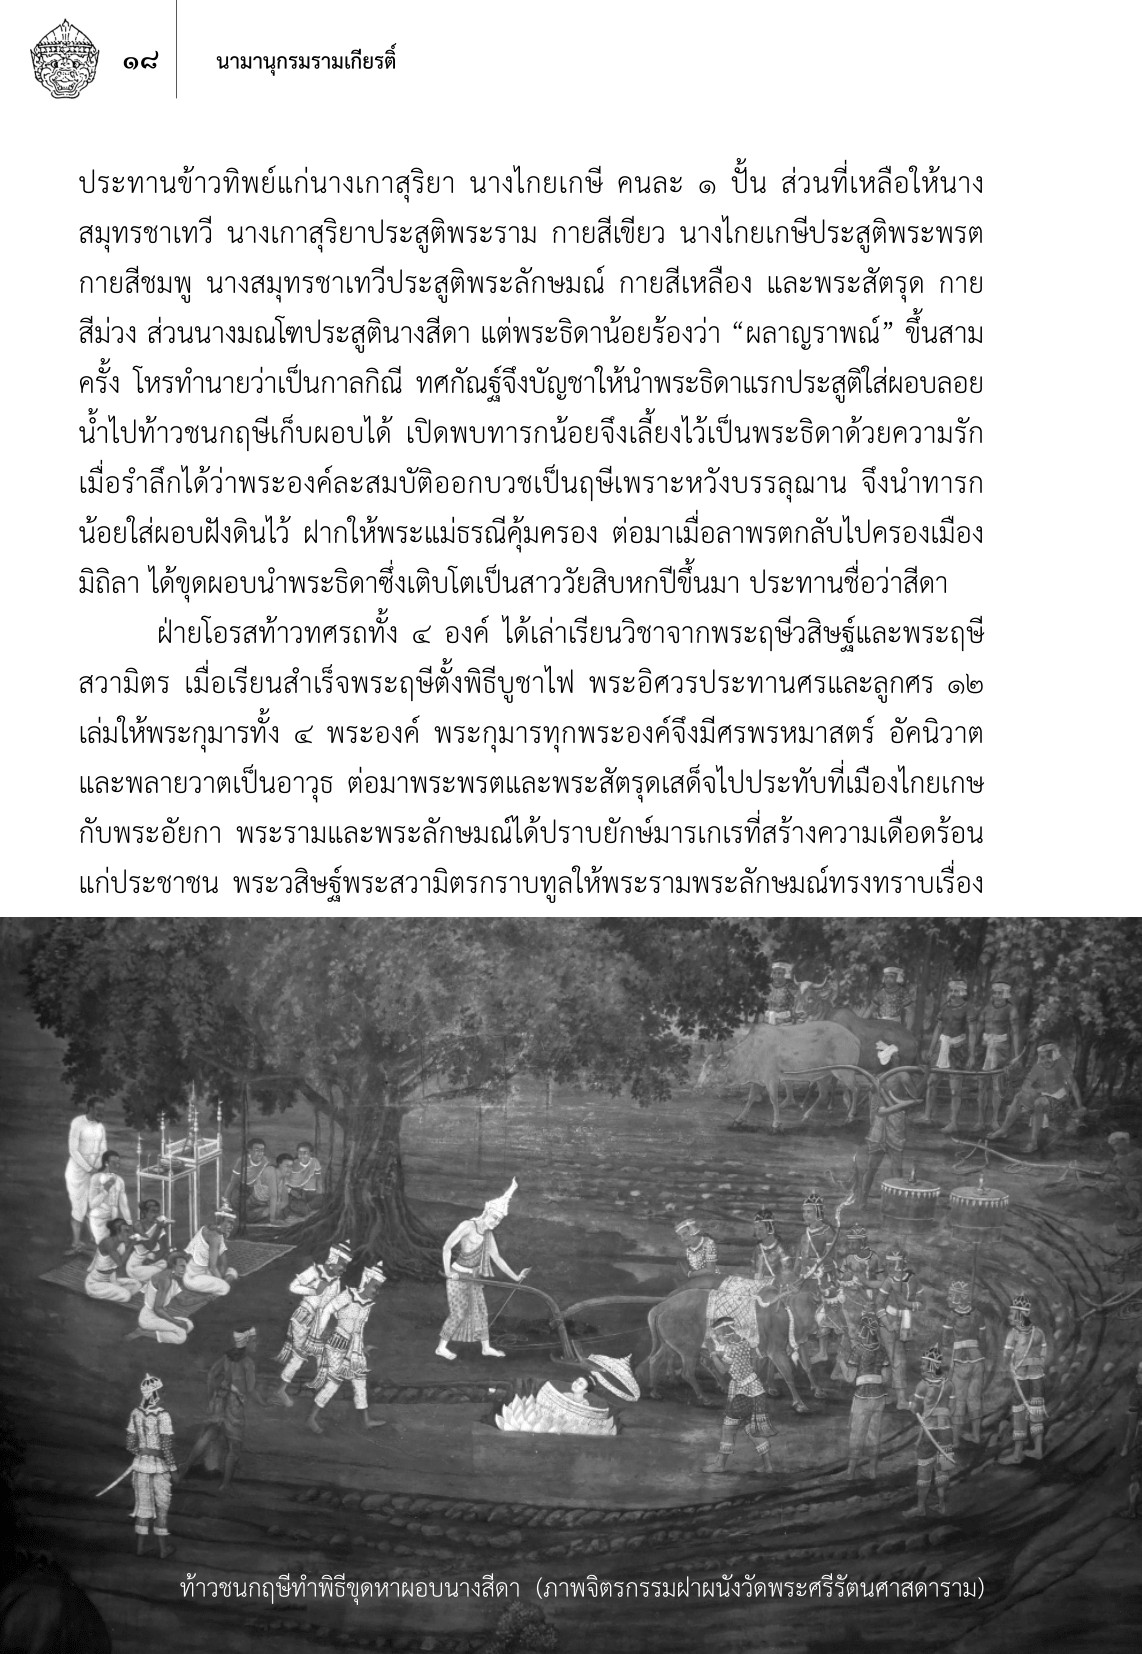 ๑๘
นามานุกรมรามเกียรติ์
ประทานข้าวทิพย์แก่นางเกาสุริยา นางไกยเกษี คนละ ๑ ปั้น ส่วนที่เหลือให้นาง
สมุทรชาเทวี นางเกาสุริยาประสูติพระราม กายสีเขียว นางไกยเกษีประสูติพระพรต
กายสีชมพู นางสมุทรชาเทวีประสูติพระลักษมณ์ กายสีเหลือง และพระสัตรุด กาย
สีม่วง ส่วนนางมณโฑประสูตินางสีดา แต่พระธิดาน้อยร้องว่า “ผลาญราพณ์” ขึ้นสาม
ครั้ง โหรทำนายว่าเป็นกาลกิณี ทศกัณฐ์จึงบัญชาให้นำพระธิดาแรกประสูติใส่ผอบลอย
น้ำไปท้าวชนกฤษีเก็บผอบได้ เปิดพบทารกน้อยจึงเลี้ยงไว้เป็นพระธิดาด้วยความรัก
เมื่อรำลึกได้ว่าพระองค์ละสมบัติออกบวชเป็นฤษีเพราะหวังบรรลุฌาน จึงนำทารก
น้อยใส่ผอบฝังดินไว้ ฝากให้พระแม่ธรณีคุ้มครอง ต่อมาเมื่อลาพรตกลับไปครองเมือง
มิถิลา ได้ขุดผอบนำพระธิดาซึ่งเติบโตเป็นสาววัยสิบหกปีขึ้นมา ประทานชื่อว่าสีดา
ฝ่ายโอรสท้าวทศรถทั้ง ๔ องค์ ได้เล่าเรียนวิชาจากพระฤษีวสิษฐ์และพระฤษี
สวามิตร เมื่อเรียนสำเร็จพระฤษีตั้งพิธีบูชาไฟ พระอิศวรประทานศรและลูกศร ๑๒
เล่มให้พระกุมารทั้ง ๔ พระองค์ พระกุมารทุกพระองค์จึงมีศรพรหมาสตร์ อัคนิวาต
และพลายวาตเป็นอาวุธ ต่อมาพระพรตและพระสัตรุดเสด็จไปประทับที่เมืองไกยเกษ
กับพระอัยกา พระรามและพระลักษมณ์ได้ปราบยักษ์มารเกเรที่สร้างความเดือดร้อน
แก่ประชาชน พระวสิษฐ์พระสวามิตรกราบทูลให้พระรามพระลักษมณ์ทรงทราบเรื่อง
ท้าวชนกฤษีทำพิธีขุดหาผอบนางสีดา (ภาพจิตรกรรมฝาผนังวัดพระศรีรัตนศาสดาราม)